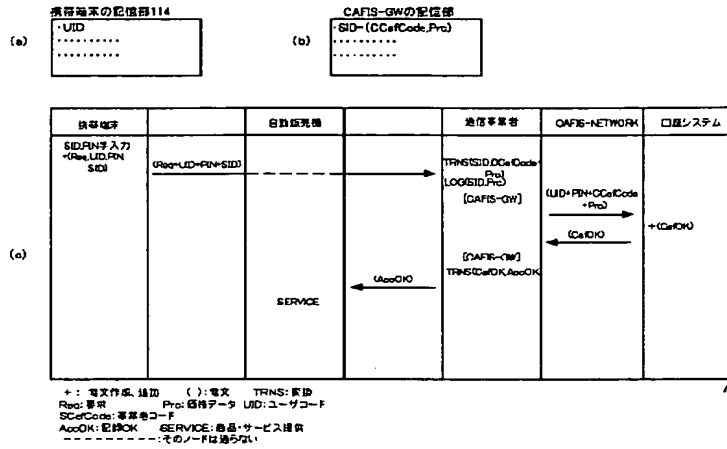 携帯端末の記憶部114
CAFIS-GWの記憶部
(a)
・UID
(b)
・SID-(CCafCode,Prc)
携帯端末
自動販売機
通信事業者
CAFIS-NETWORK
口座システム
SID,PIN手入力
+(Req,UID,PIN
SID)
(Req+UID+PIN+SID)
TRNS(SID,CCafCode+
Prc)
LOG(SID,Prc)
[CAFIS-GW]
(UID+PIN+CCafCode
+Prc)
+(CafOK)
(CafOK)
(c)
[CAFIS-GW]
TRNS(CafOK,AccOK
(AccOK)
SERVICE
+: 電文作成、追加 ( ): 電文 TRNS: 変換
Req: 要求 Prc: 価格データ UID: ユーザコード
SCafCode: 事業者コード
AccOK: 記録OK SERVICE: 商品・サービス提供
------------:そのノードは通らない